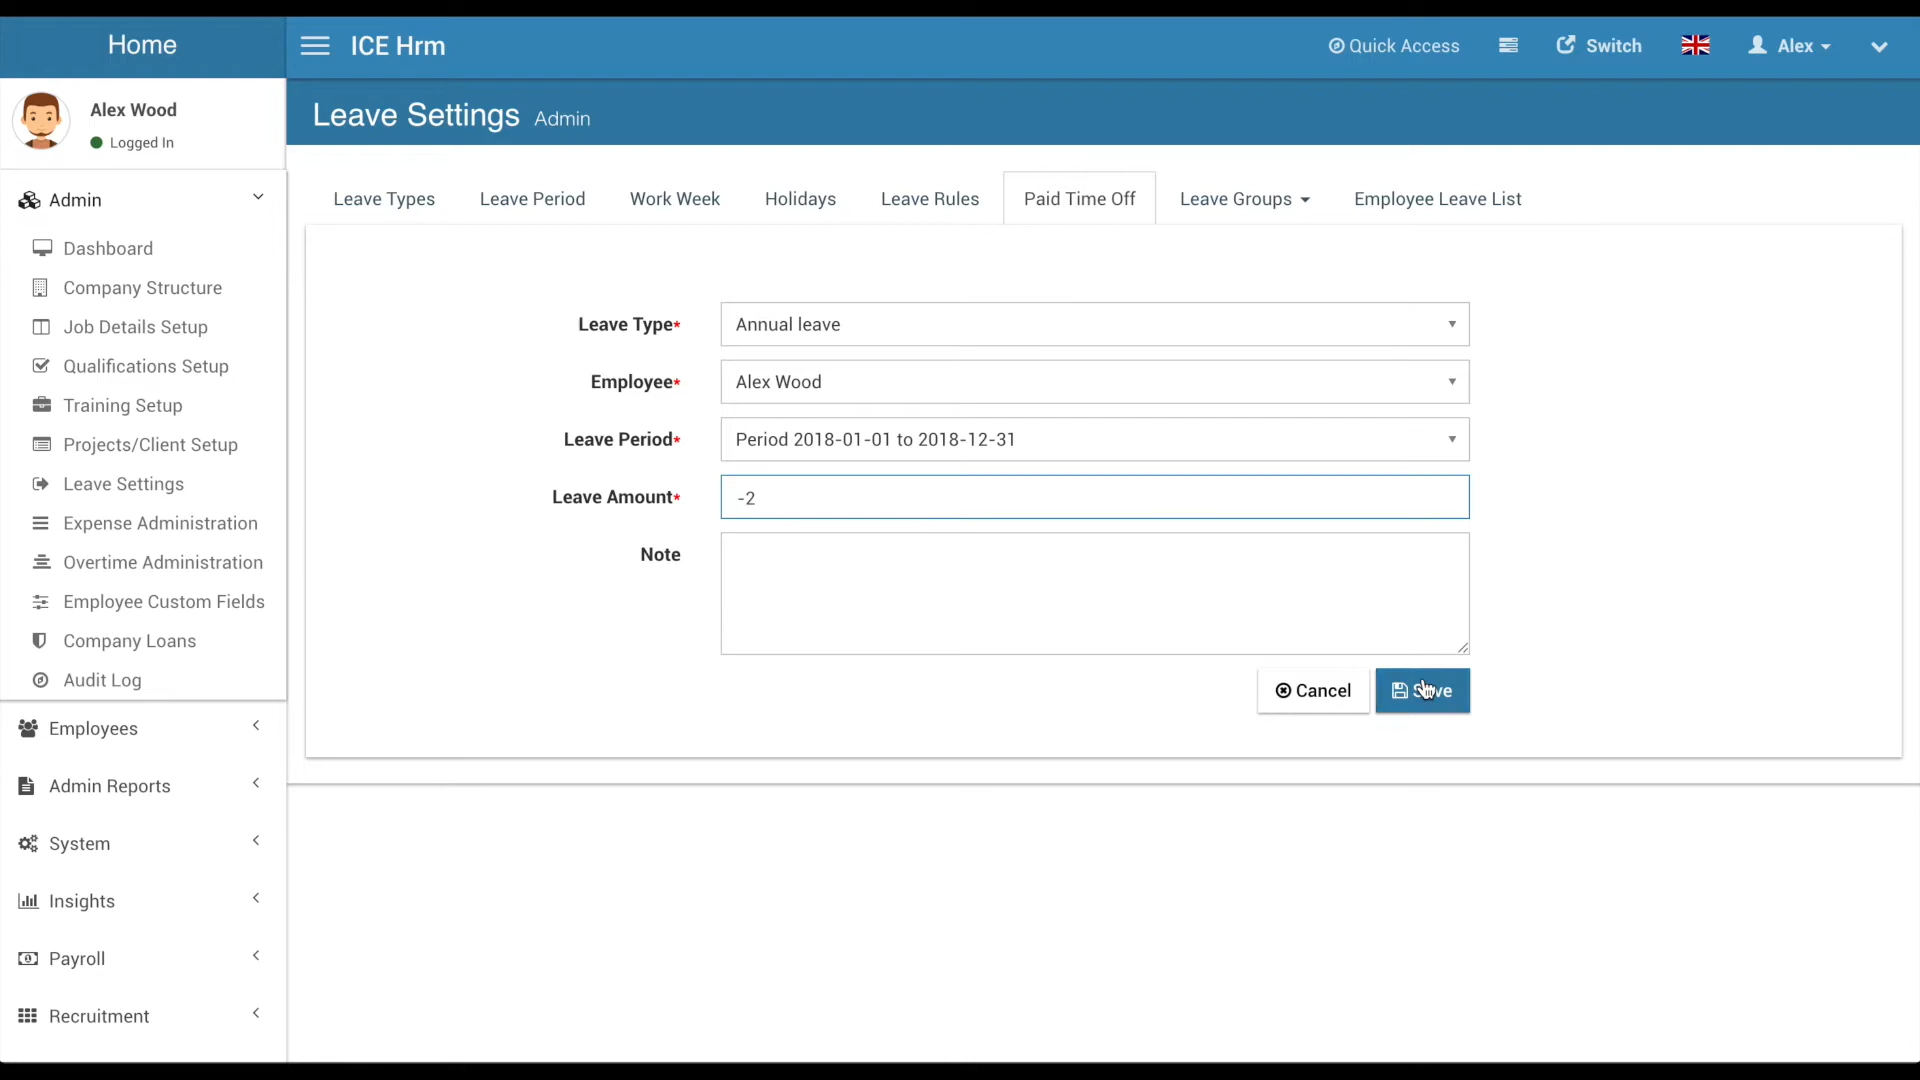 Home
ICE Hrm
Quick Access
Switch
Alex
Alex Wood
Logged In
Leave Settings Admin
Admin
Dashboard
Company Structure
Job Details Setup
Qualifications Setup
Training Setup
Projects/Client Setup
Leave Settings
Expense Administration
Overtime Administration
Employee Custom Fields
Company Loans
Audit Log
Employees
Admin Reports
System
Insights
Payroll
Recruitment
Leave Types
Leave Period
Work Week
Holidays
Leave Rules
Paid Time Off
Leave Groups
Employee Leave List
Leave Type* Annual leave
Employee* Alex Wood
Leave Period* Period 2018-01-01 to 2018-12-31
Leave Amount* -2
Note
Cancel
Save